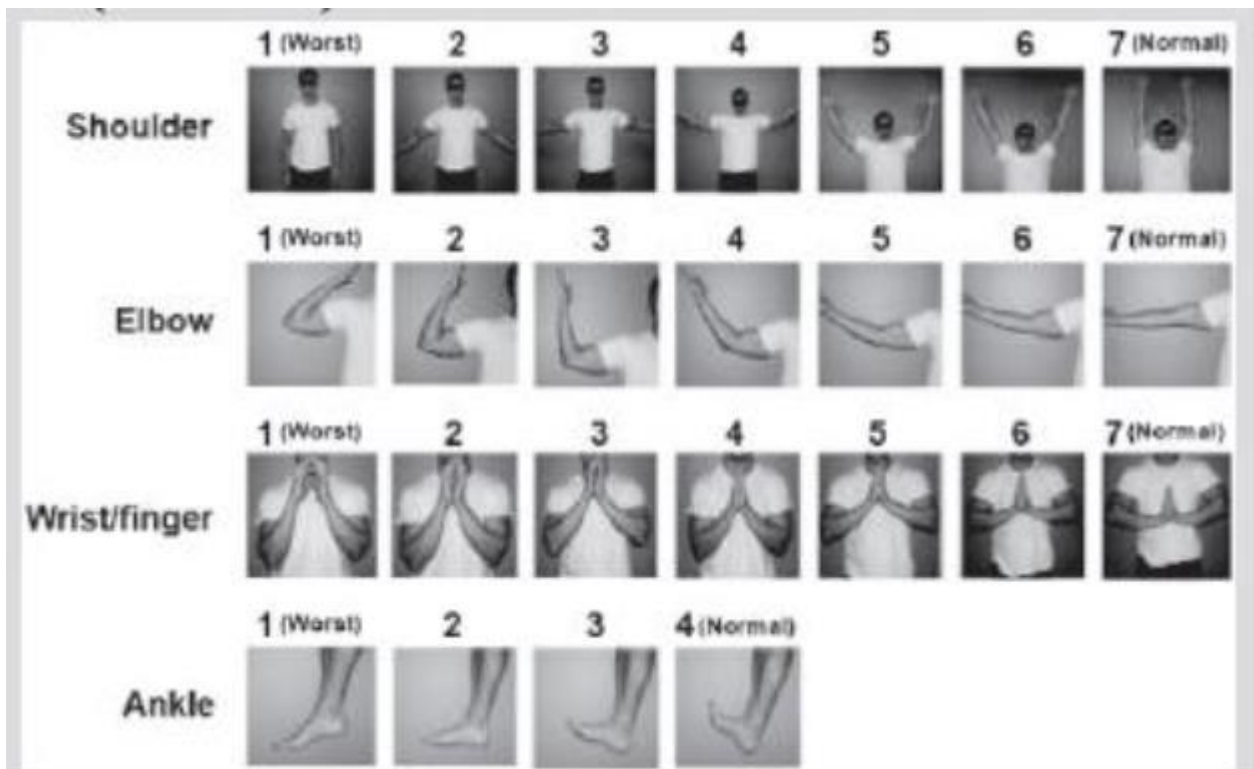 1 (Worst) 2 3 4 5 6 7 (Normal)
Shoulder
1 (Worst) 2 3 4 5 6 7 (Normal)
Elbow
1 (Worst) 2 3 4 5 6 7 (Normal)
Wrist/finger
1 (Worst) 2 3 4 (Normal)
Ankle